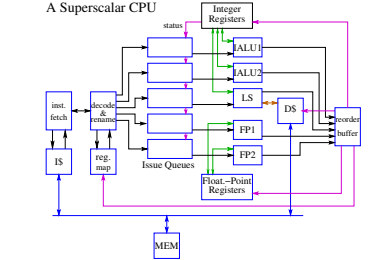 A Superscalar CPU
Integer
Registers
status
IALU1
IALU2
inst.
fetch
decode
&
rename
LS
D$
reorder
buffer
FP1
I$
reg.
map
FP2
Issue Queues
Float.-Point
Registers
MEM